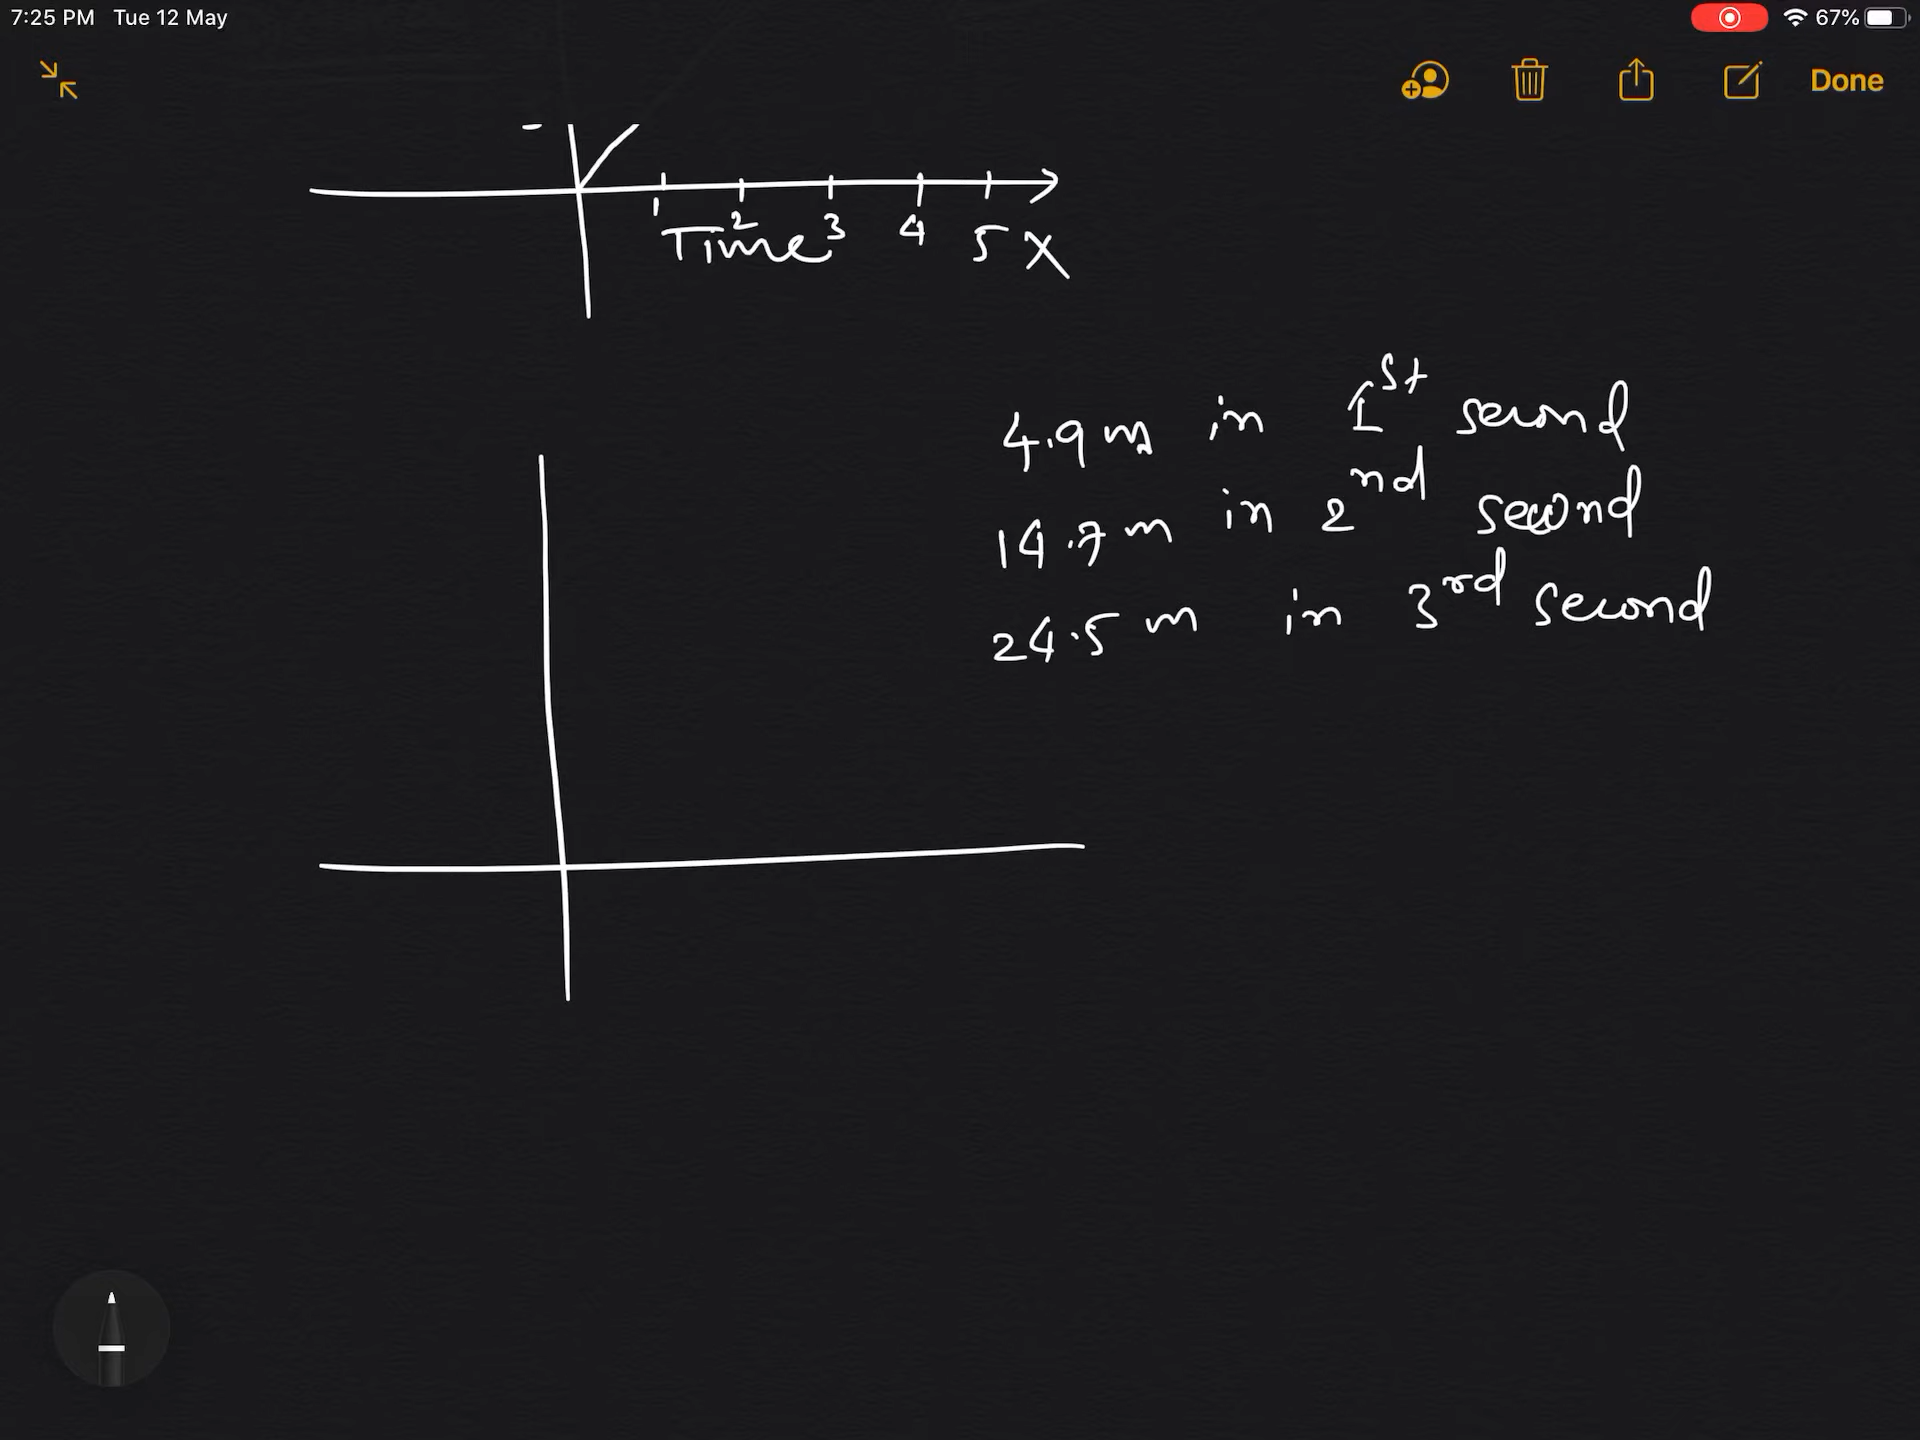 7:25 PM Tue 12 May
67%
Done
1 2 3 4 5 X
Time
4.9 m in 1st second
14.7 m in 2nd second
24.5 m in 3rd second